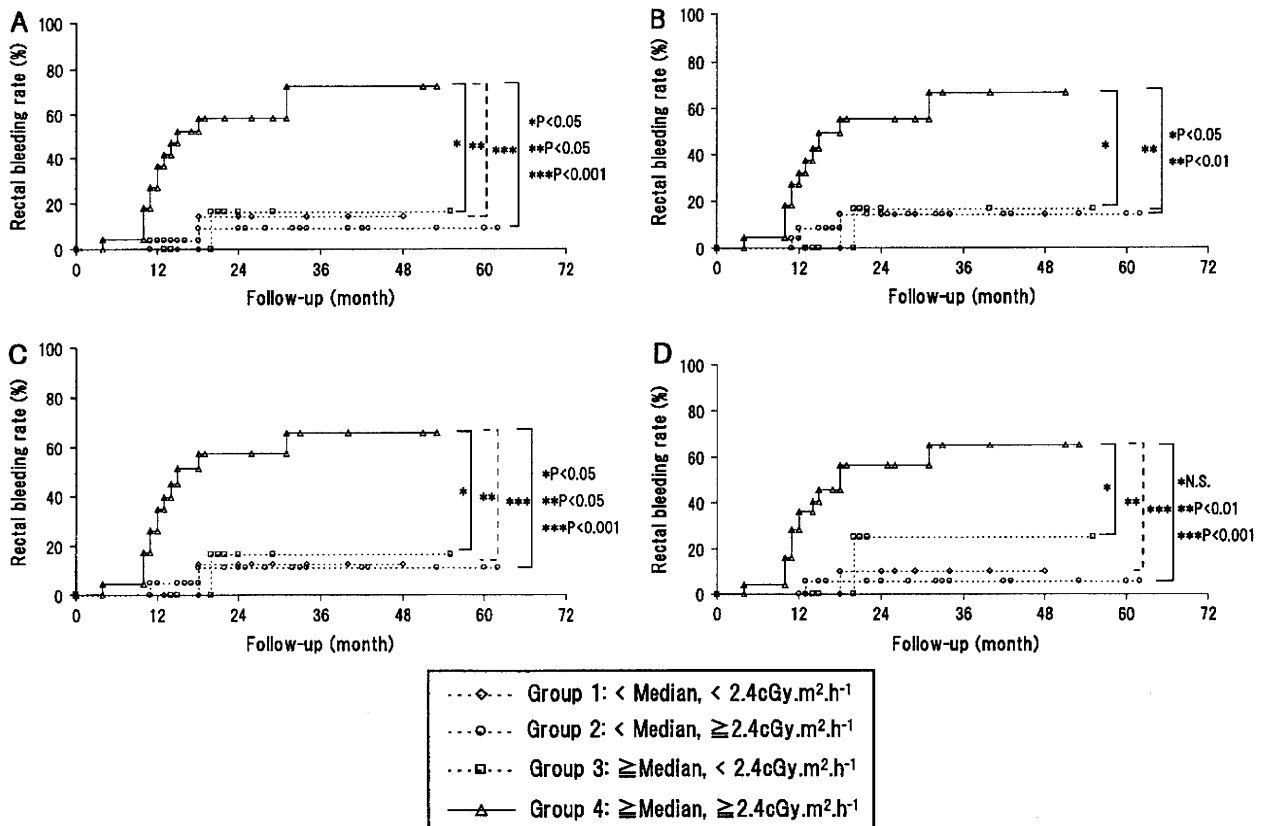 A
Rectal bleeding rate (%)
100
80
60
40
20
0
0 12 24 36 48 60 72
Follow-up (month)
* ** ***
*P<0.05
**P<0.05
***P<0.001
B
Rectal bleeding rate (%)
100
80
60
40
20
0
0 12 24 36 48 60 72
Follow-up (month)
* **
*P<0.05
**P<0.01
C
Rectal bleeding rate (%)
100
80
60
40
20
0
0 12 24 36 48 60 72
Follow-up (month)
* ** ***
*P<0.05
**P<0.05
***P<0.001
D
Rectal bleeding rate (%)
100
80
60
40
20
0
0 12 24 36 48 60 72
Follow-up (month)
* ** ***
*N.S.
**P<0.01
***P<0.001
Group 1: < Median, < 2.4cGy.m².h⁻¹
Group 2: < Median, ≧2.4cGy.m².h⁻¹
Group 3: ≧Median, < 2.4cGy.m².h⁻¹
Group 4: ≧Median, ≧2.4cGy.m².h⁻¹